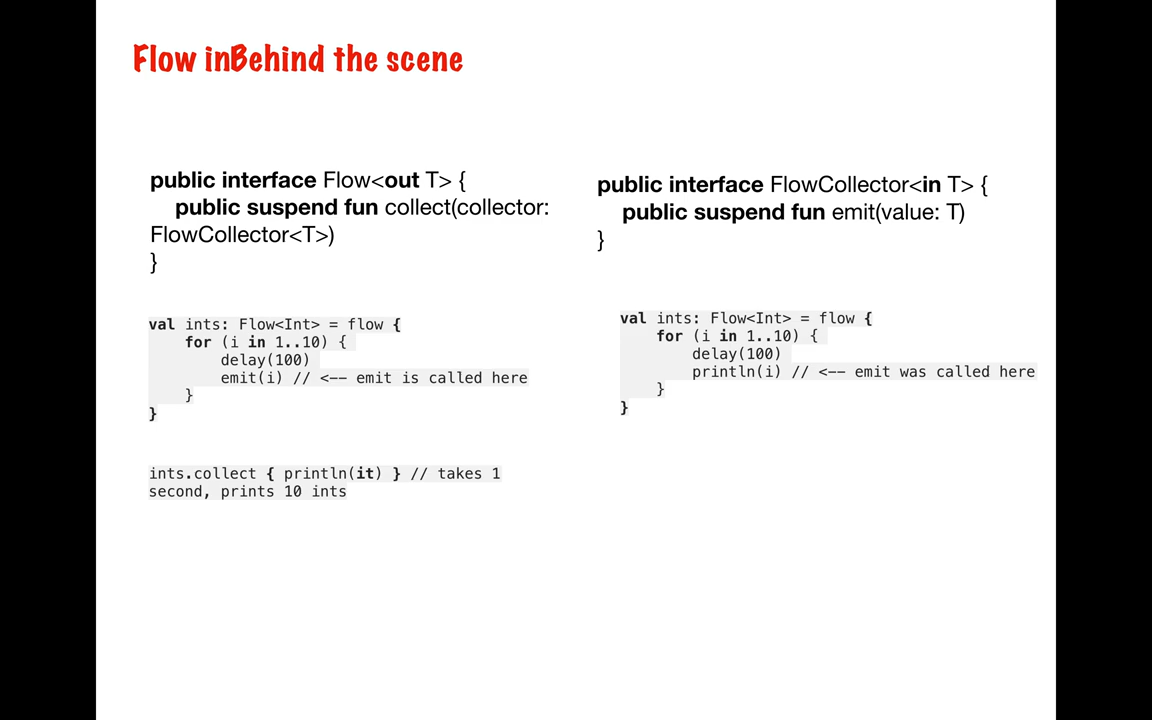 Flow inBehind the scene
public interface Flow<out T> {
public suspend fun collect(collector:
FlowCollector<T>)
}
val ints: Flow<Int> = flow {
for (i in 1..10) {
delay(100)
emit(i) // <-- emit is called here
}
}
ints.collect { println(it) } // takes 1
second, prints 10 ints
public interface FlowCollector<in T> {
public suspend fun emit(value: T)
}
val ints: Flow<Int> = flow {
for (i in 1..10) {
delay(100)
println(i) // <-- emit was called here
}
}